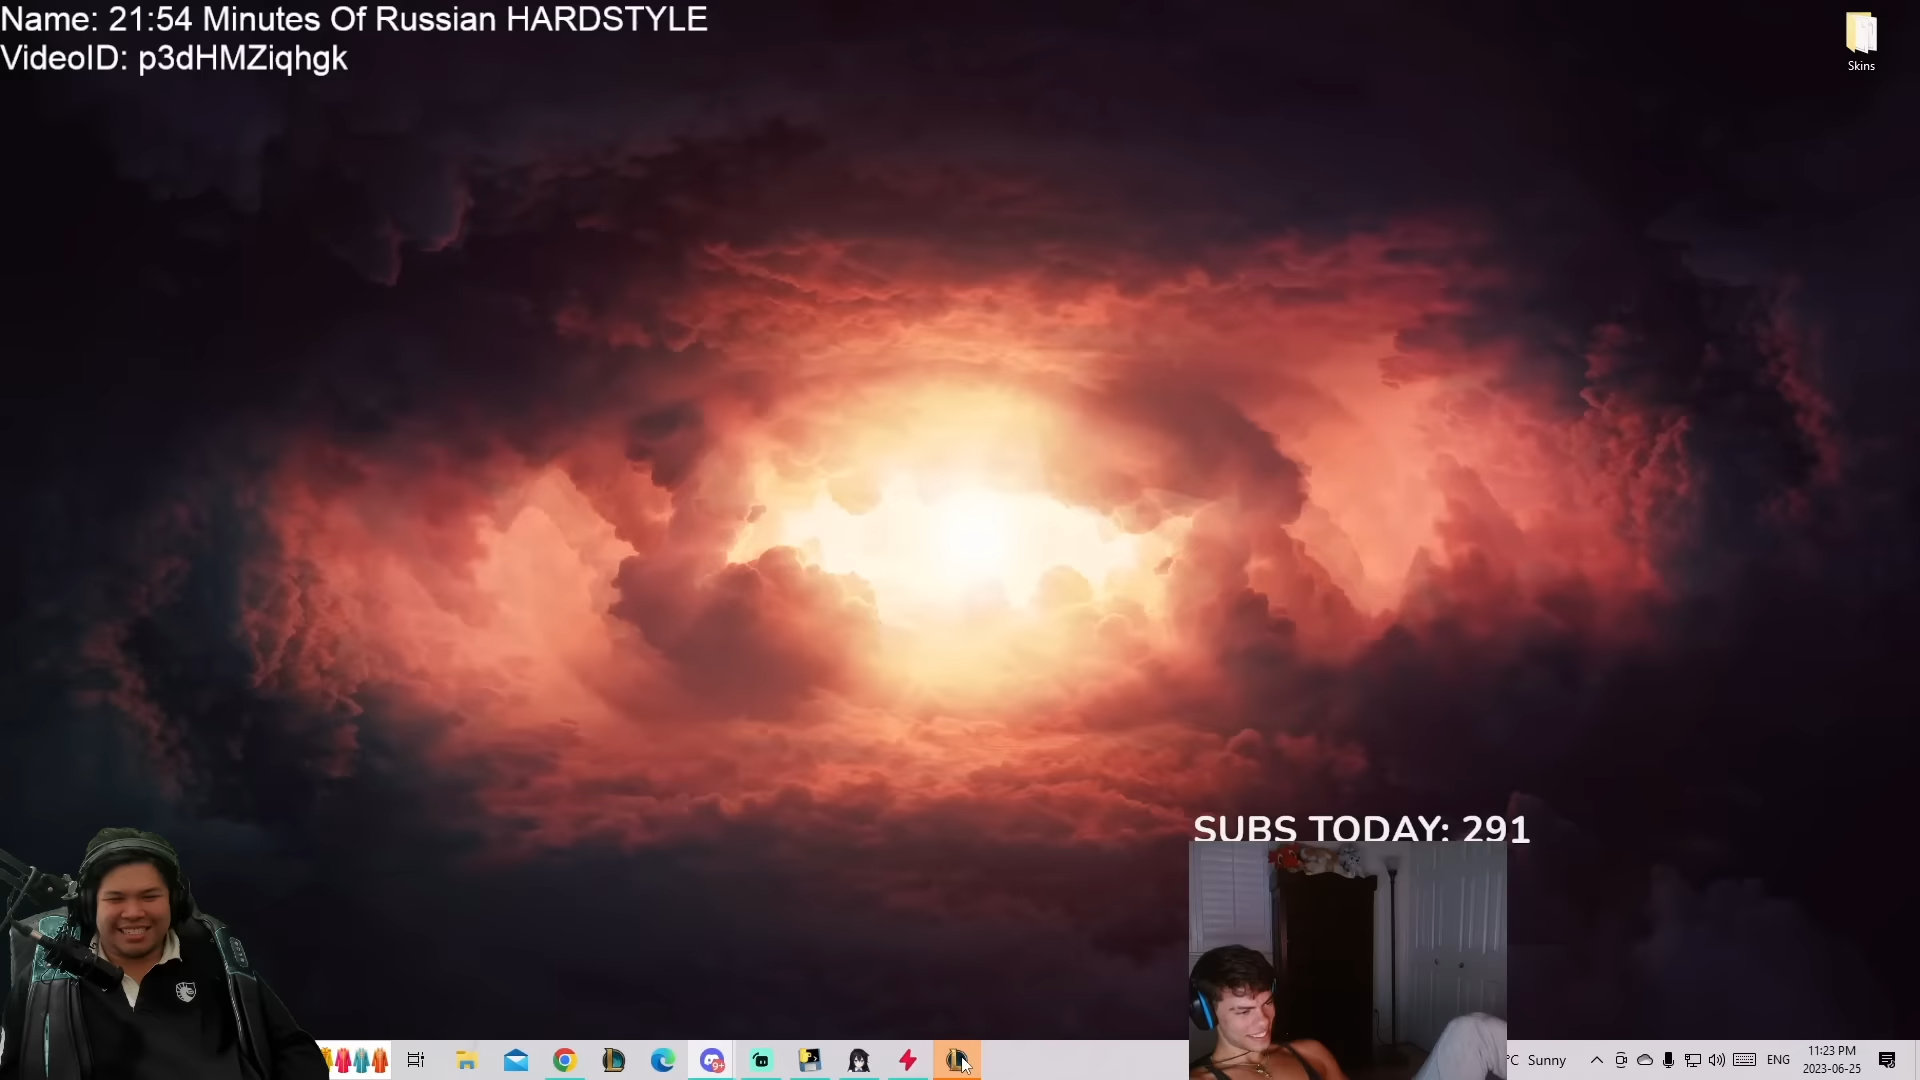 Name: 21:54 Minutes Of Russian HARDSTYLE
VideoID: p3dHMZiqhgk
Skins
SUBS TODAY: 291
9+
°C Sunny
ENG
11:23 PM
2023-06-25